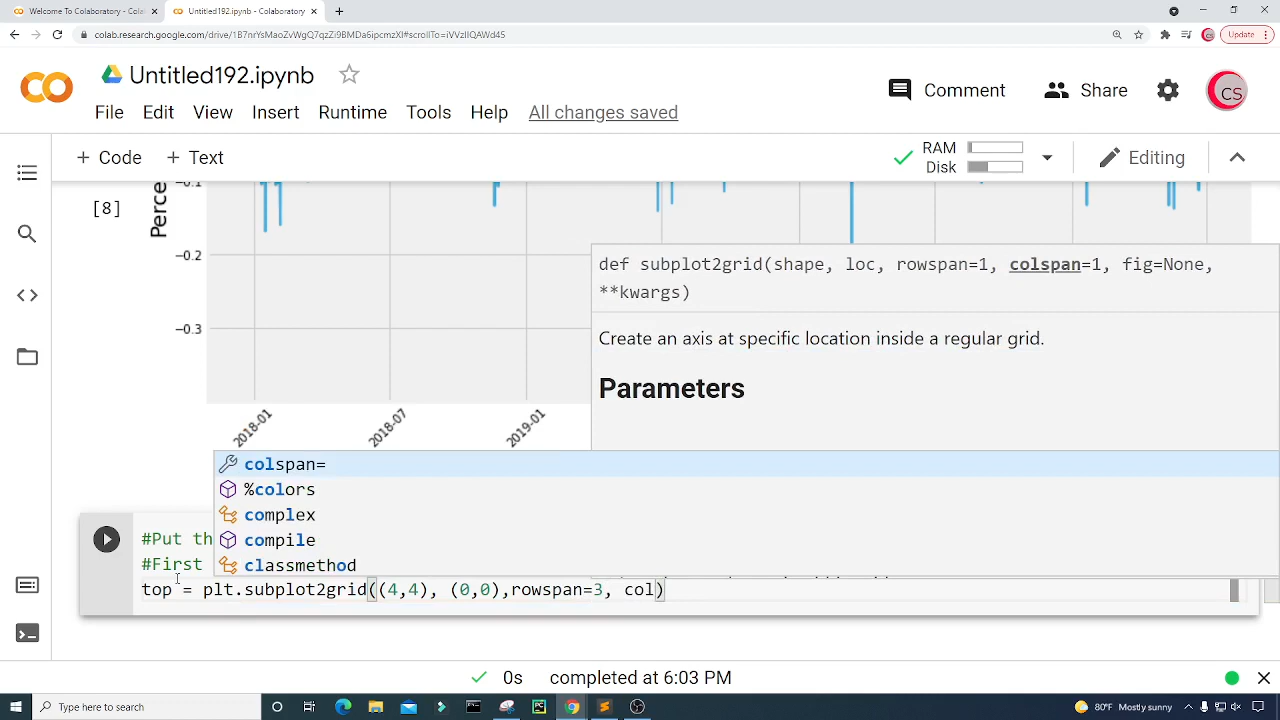 Welcome To Colaboratory - Colab
Untitled192.ipynb - Colaboratory
colab.research.google.com/drive/1B7nrYsMaoZvWgQ7qzZi9BMDa6ipcmzXl#scrollTo=iVVzlIQAWd4S
Update
Untitled192.ipynb
Comment
Share
CS
File Edit View Insert Runtime Tools Help All changes saved
+ Code + Text
RAM
Disk
Editing
[8]
Perce
-0.1
-0.2
-0.3
2018-01
2018-07
2019-01
def subplot2grid(shape, loc, rowspan=1, colspan=1, fig=None,
**kwargs)
Create an axis at specific location inside a regular grid.
Parameters
colspan=
%colors
complex
compile
classmethod
#Put th
#First
top = plt.subplot2grid((4,4), (0,0),rowspan=3, col)
0s completed at 6:03 PM
Type here to search
80°F Mostly sunny